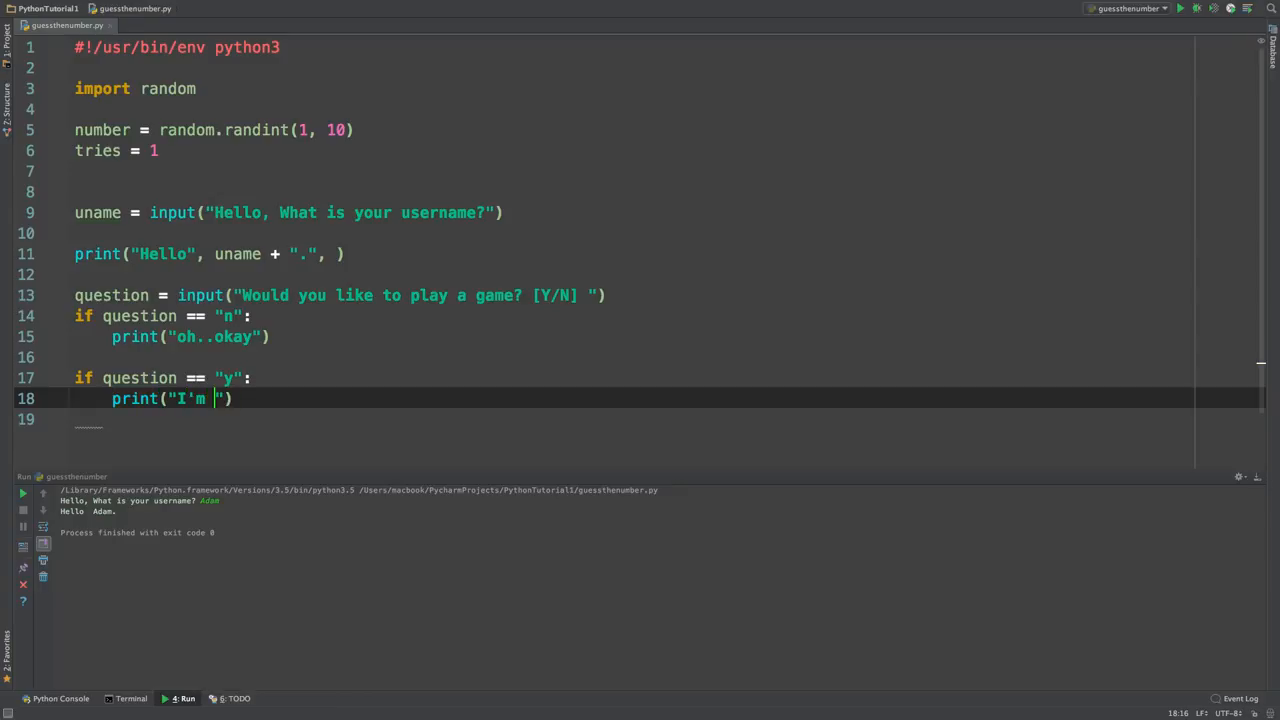 PythonTutorial1 guessthenumber.py guessthenumber
guessthenumber.py
1 #!/usr/bin/env python3
2
3 import random
4
5 number = random.randint(1, 10)
6 tries = 1
7
8
9 uname = input("Hello, What is your username?")
10
11 print("Hello", uname + ".", )
12
13 question = input("Would you like to play a game? [Y/N] ")
14 if question == "n":
15     print("oh..okay")
16
17 if question == "y":
18     print("I'm ")
19
1: Project
7: Structure
2: Favorites
Database
Run guessthenumber
/Library/Frameworks/Python.framework/Versions/3.5/bin/python3.5 /Users/macbook/PycharmProjects/PythonTutorial1/guessthenumber.py
Hello, What is your username? Adam
Hello  Adam.
Process finished with exit code 0
Python Console Terminal 4: Run 6: TODO Event Log
18:16 LF÷ UTF-8÷